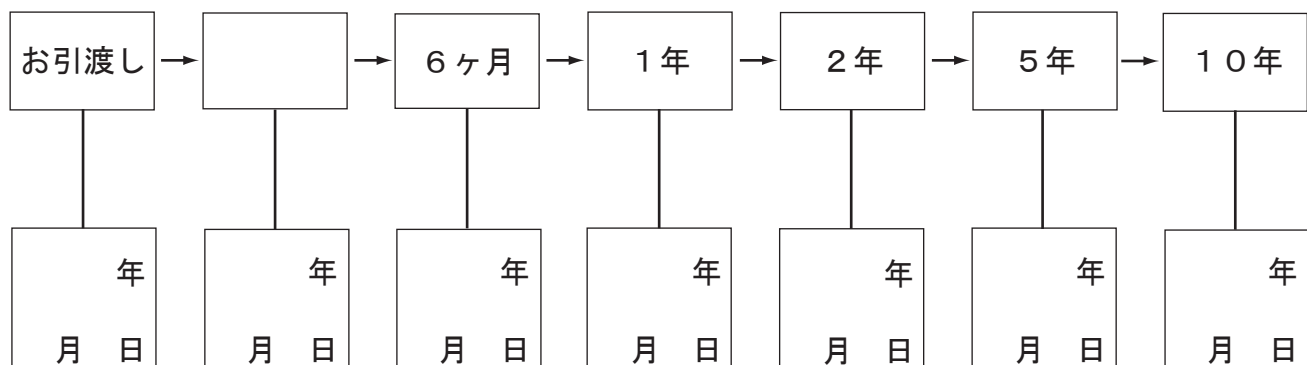 お引渡し
６ヶ月
１年
２年
５年
１０年
年
月 日
年
月 日
年
月 日
年
月 日
年
月 日
年
月 日
年
月 日